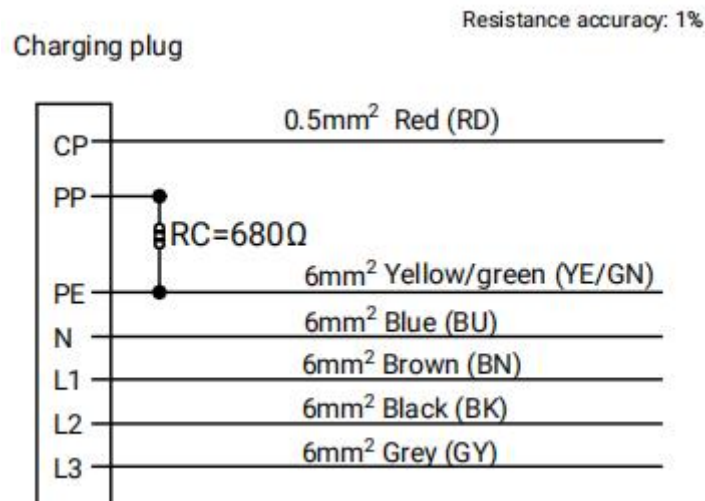 Resistance accuracy: 1%
Charging plug
CP 0.5mm² Red (RD)
PP
RC=680Ω
PE 6mm² Yellow/green (YE/GN)
N 6mm² Blue (BU)
L1 6mm² Brown (BN)
L2 6mm² Black (BK)
L3 6mm² Grey (GY)